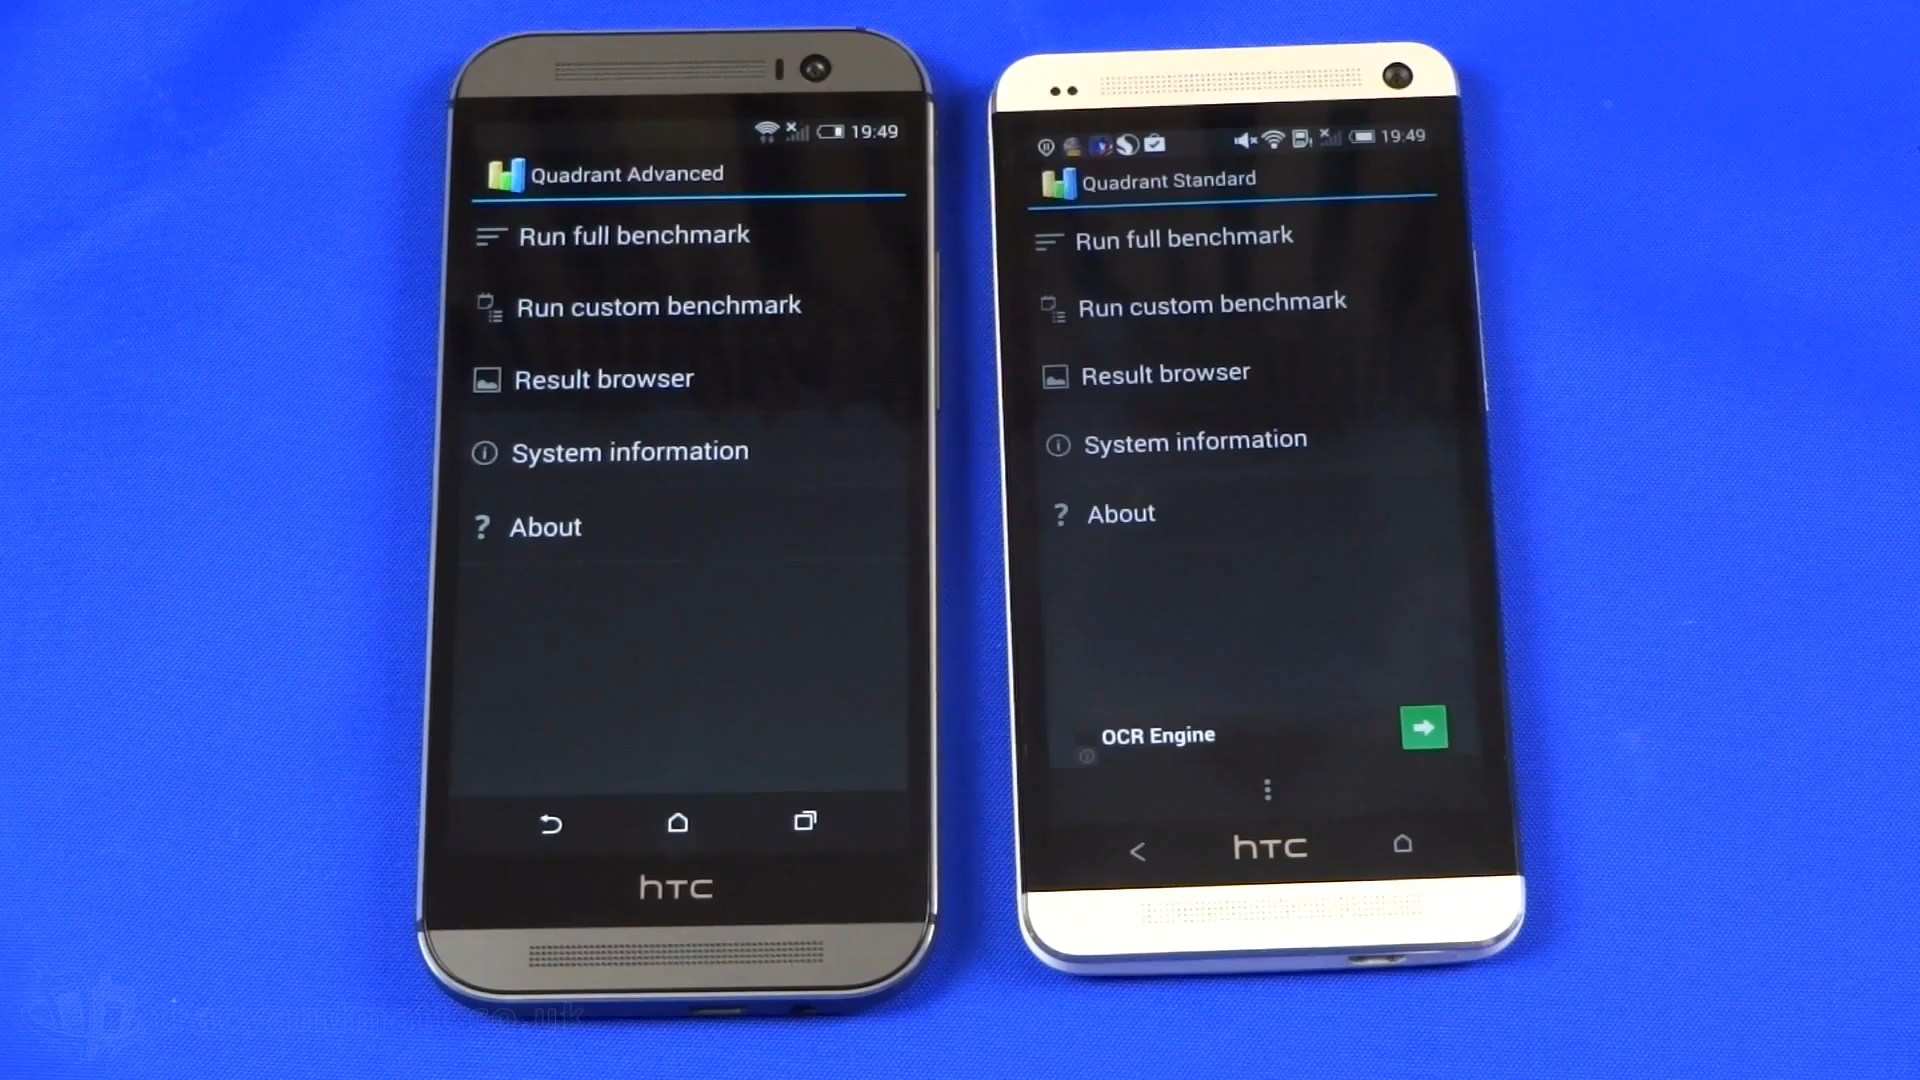 19:49
Quadrant Advanced
Run full benchmark
Run custom benchmark
Result browser
System information
? About
hTC
19:49
Quadrant Standard
Run full benchmark
Run custom benchmark
Result browser
System information
? About
OCR Engine
hTC